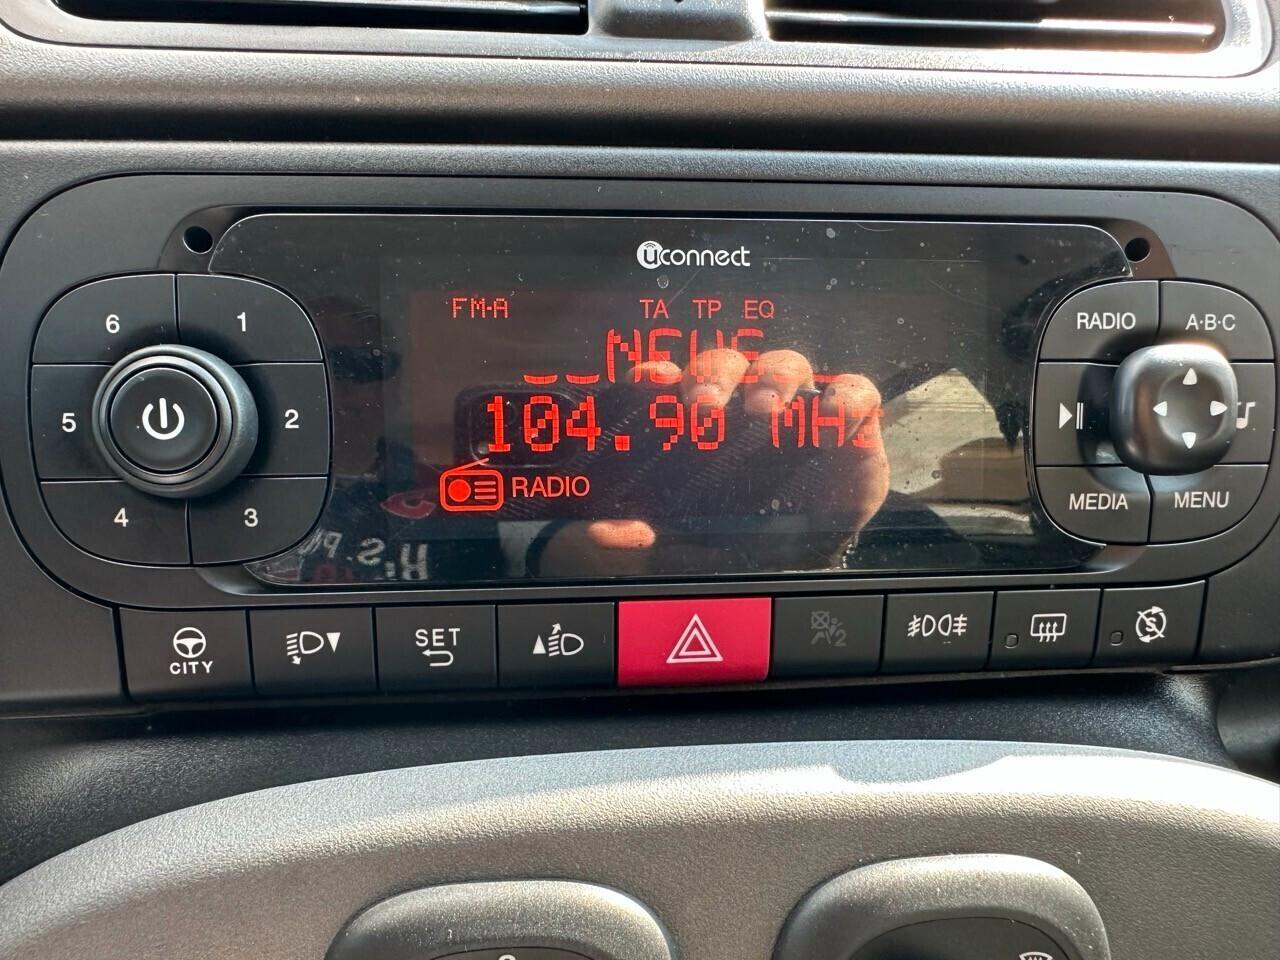 uconnect
FM-A TA TP EQ
104.90 MHz
RADIO
6 1
5 2
4 3
RADIO A·B·C
MEDIA MENU
CITY
SET
2